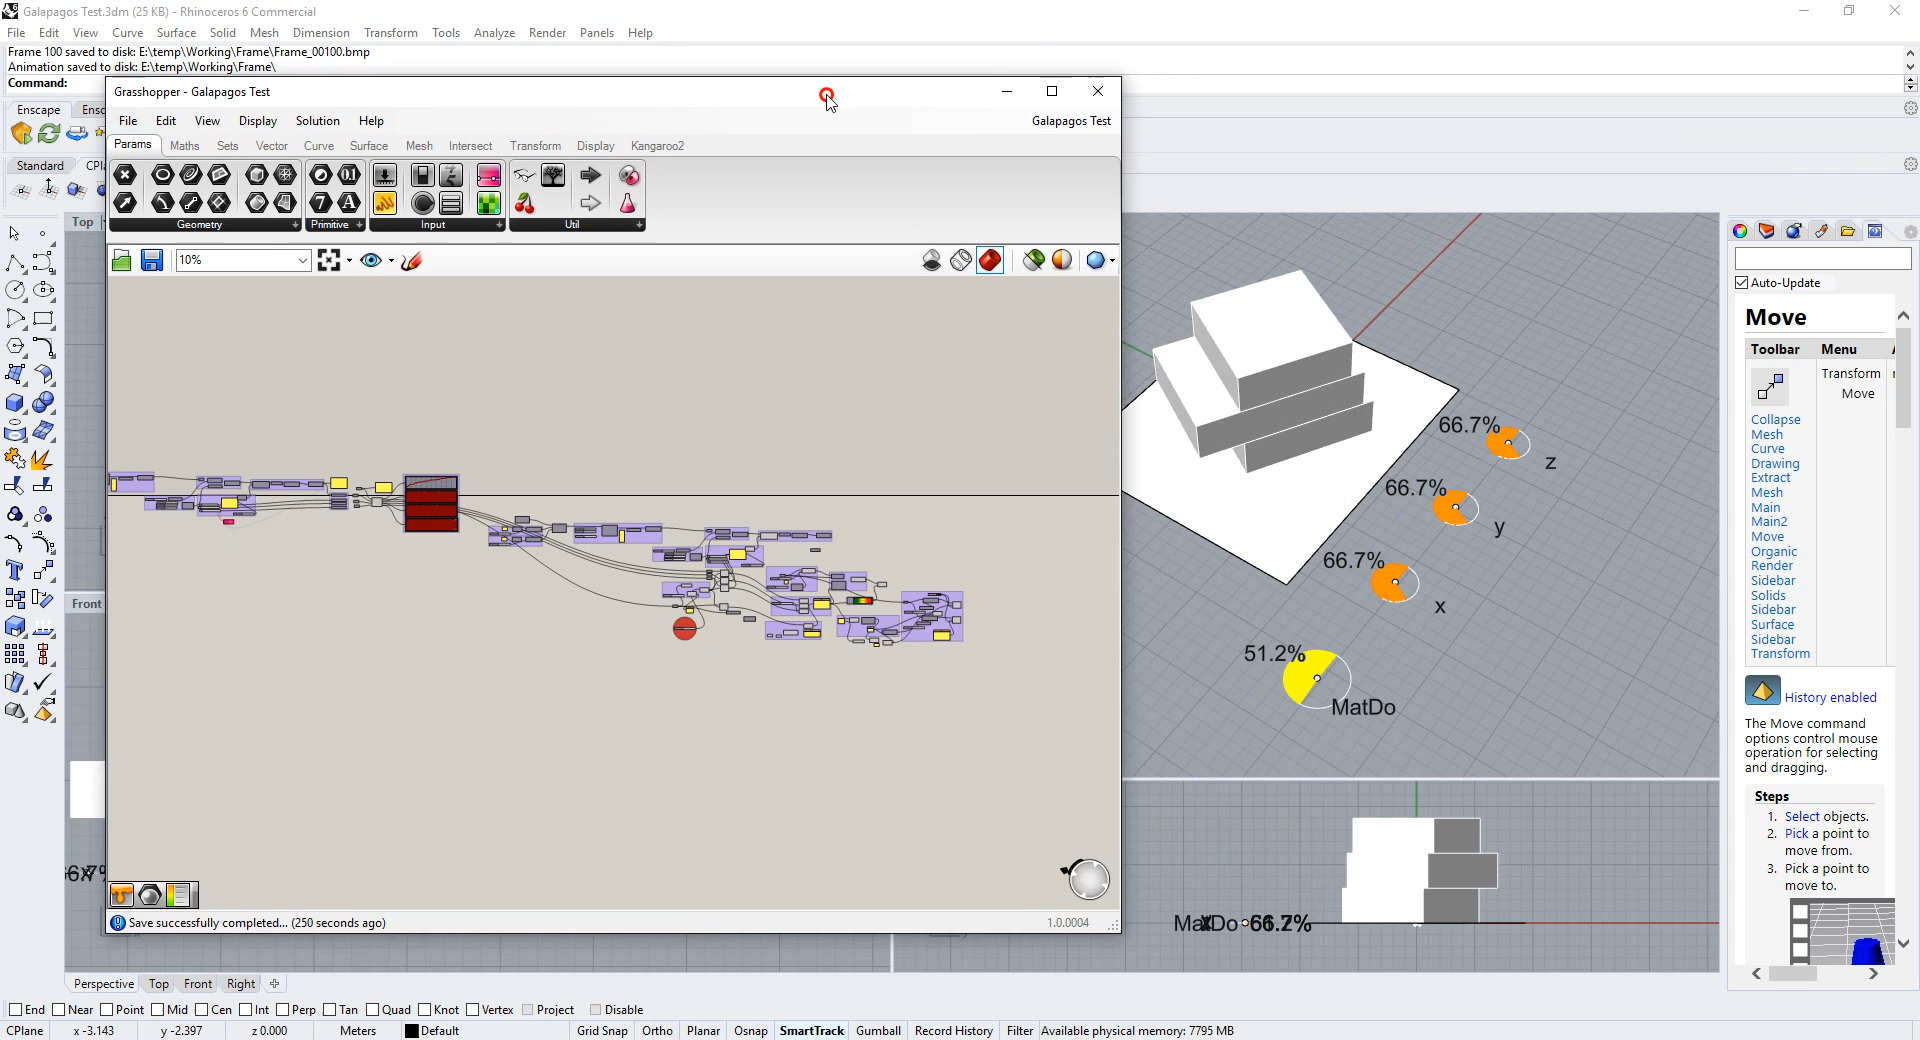 Galapagos Test.3dm (25 KB) - Rhinoceros 6 Commercial
File Edit View Curve Surface Solid Mesh Dimension Transform Tools Analyze Render Panels Help
Frame 100 saved to disk: E:\temp\Working\Frame\Frame_00100.bmp
Animation saved to disk: E:\temp\Working\Frame\
Command:
Enscape
Standard
Top
Front
Grasshopper - Galapagos Test
File Edit View Display Solution Help
Galapagos Test
Params Maths Sets Vector Curve Surface Mesh Intersect Transform Display Kangaroo2
Geometry Primitive Input Util
10%
Save successfully completed... (250 seconds ago)
1.0.0004
66.7%
z
66.7%
y
66.7%
x
51.2%
MatDo
Auto-Update
Move
Toolbar Menu
Transform
Move
Collapse
Mesh
Curve
Drawing
Extract
Mesh
Main
Main2
Move
Organic
Render
Sidebar
Solids
Sidebar
Surface
Sidebar
Transform
History enabled
The Move command
options control mouse
operation for selecting
and dragging.
Steps
1. Select objects.
2. Pick a point to
move from.
3. Pick a point to
move to.
Perspective Top Front Right
End Near Point Mid Cen Int Perp Tan Quad Knot Vertex Project Disable
CPlane x -3.143 y -2.397 z 0.000 Meters Default Grid Snap Ortho Planar Osnap SmartTrack Gumball Record History Filter Available physical memory: 7795 MB